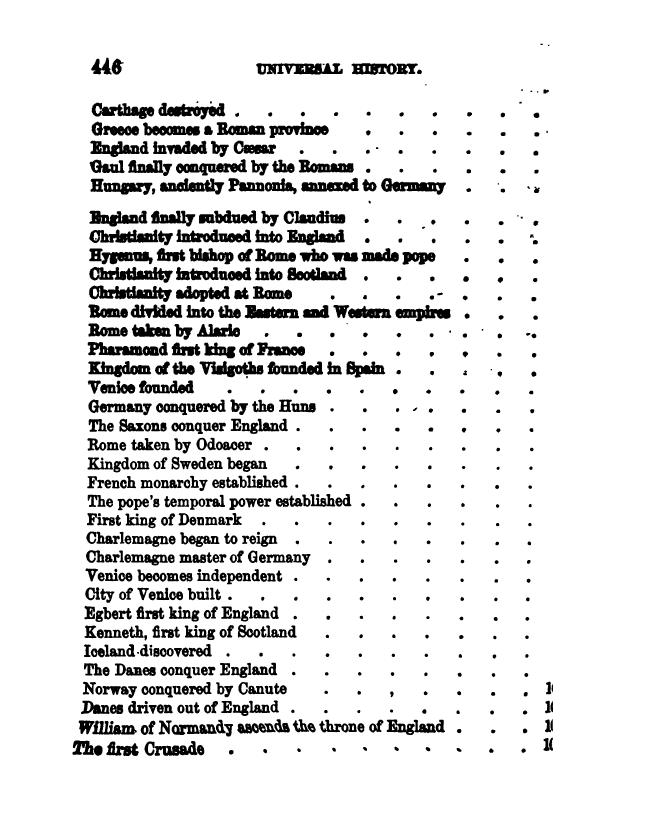 446 UNIVERSAL HISTORY.
Carthage destroyed . . . . . . . . . .
Greece becomes a Roman province . . . . . .
England invaded by Cæsar . . . . . . . .
Gaul finally conquered by the Romans . . . . . .
Hungary, anciently Pannonia, annexed to Germany . . .
England finally subdued by Claudius . . . . . .
Christianity introduced into England . . . . . .
Hygenus, first bishop of Rome who was made pope . . .
Christianity introduced into Scotland . . . . . .
Christianity adopted at Rome . . . . . . .
Rome divided into the Eastern and Western empires . . .
Rome taken by Alaric . . . . . . . . .
Pharamond first king of France . . . . . . .
Kingdom of the Visigoths founded in Spain . . . . .
Venice founded . . . . . . . . . .
Germany conquered by the Huns . . . . . . .
The Saxons conquer England . . . . . . . .
Rome taken by Odoacer . . . . . . . . .
Kingdom of Sweden began . . . . . . . .
French monarchy established . . . . . . . .
The pope's temporal power established . . . . . .
First king of Denmark . . . . . . . . .
Charlemagne began to reign . . . . . . . .
Charlemagne master of Germany . . . . . . .
Venice becomes independent . . . . . . . .
City of Venice built . . . . . . . . . .
Egbert first king of England . . . . . . . .
Kenneth, first king of Scotland . . . . . . .
Iceland discovered . . . . . . . . . .
The Danes conquer England . . . . . . . .
Norway conquered by Canute . . . . . . . 1
Danes driven out of England . . . . . . . . 1
William of Normandy ascends the throne of England . . . 1
The first Crusade . . . . . . . . . . 1